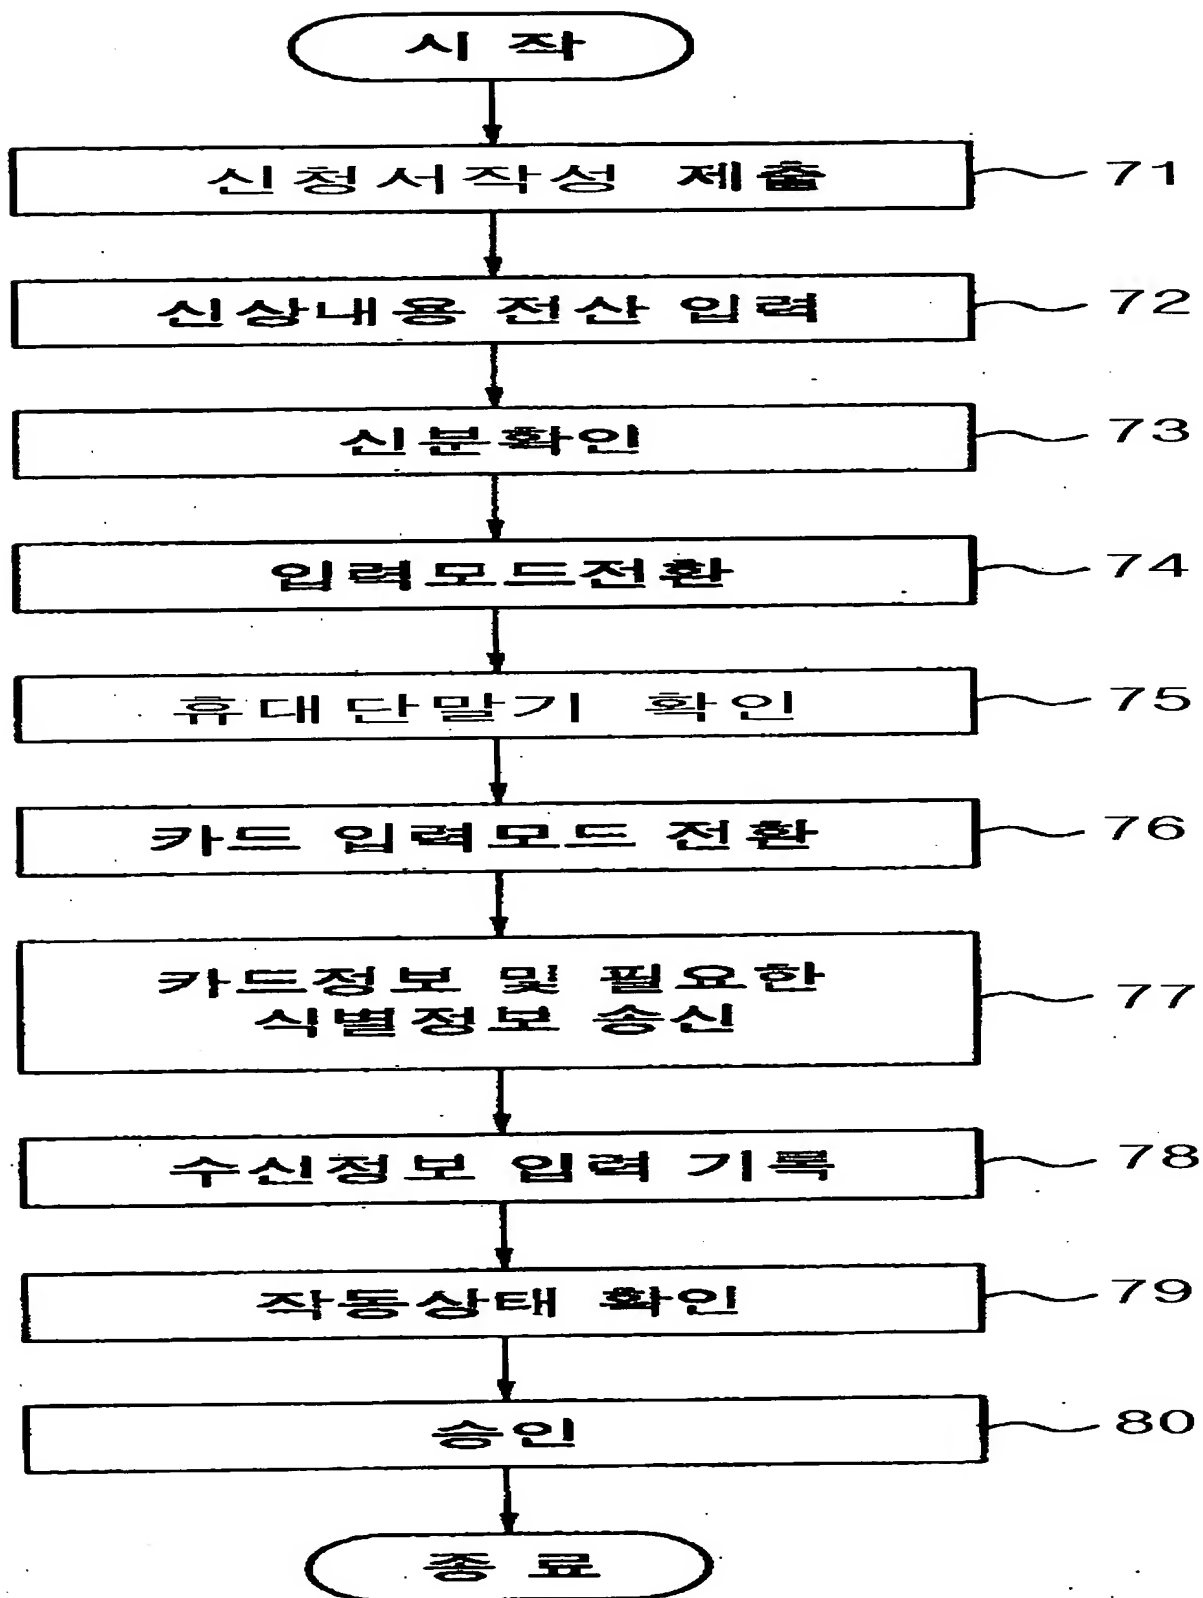 시 작
신청서작성 제출 71
신상내용 전산 입력 72
신분확인 73
입력모드전환 74
휴대단말기 확인 75
카드 입력모드 전환 76
카드정보 및 필요한
식별정보 송신 77
수신정보 입력 기록 78
작동상태 확인 79
승인 80
종 료